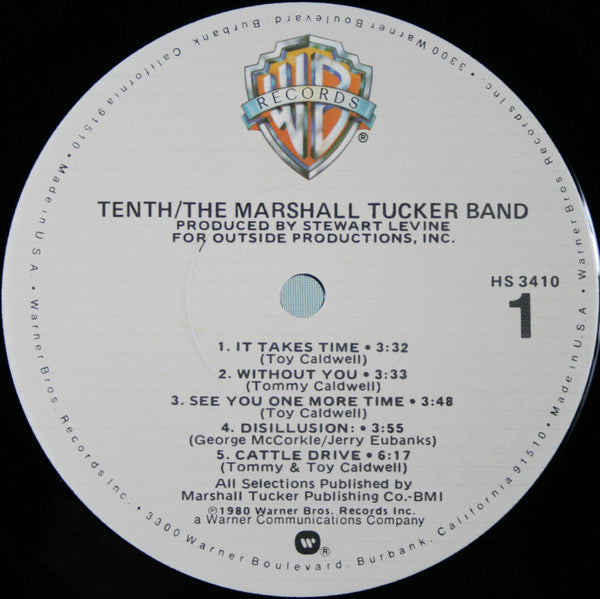 WB
RECORDS
®
TENTH/THE MARSHALL TUCKER BAND
PRODUCED BY STEWART LEVINE
FOR OUTSIDE PRODUCTIONS, INC.
HS 3410
1
1. IT TAKES TIME • 3:32
(Toy Caldwell)
2. WITHOUT YOU • 3:33
(Tommy Caldwell)
3. SEE YOU ONE MORE TIME • 3:48
(Toy Caldwell)
4. DISILLUSION: • 3:55
(George McCorkle/Jerry Eubanks)
5. CATTLE DRIVE • 6:17
(Tommy & Toy Caldwell)
All Selections Published by
Marshall Tucker Publishing Co.-BMI
℗1980 Warner Bros. Records Inc.
a Warner Communications Company
W ®
Made in U.S.A. • Warner Bros. Records Inc. • 3300 Warner Boulevard, Burbank, California 91510 • Made in U.S.A. • Warner Bros. Records Inc. • 3300 Warner Boulevard, Burbank, California 91510 •